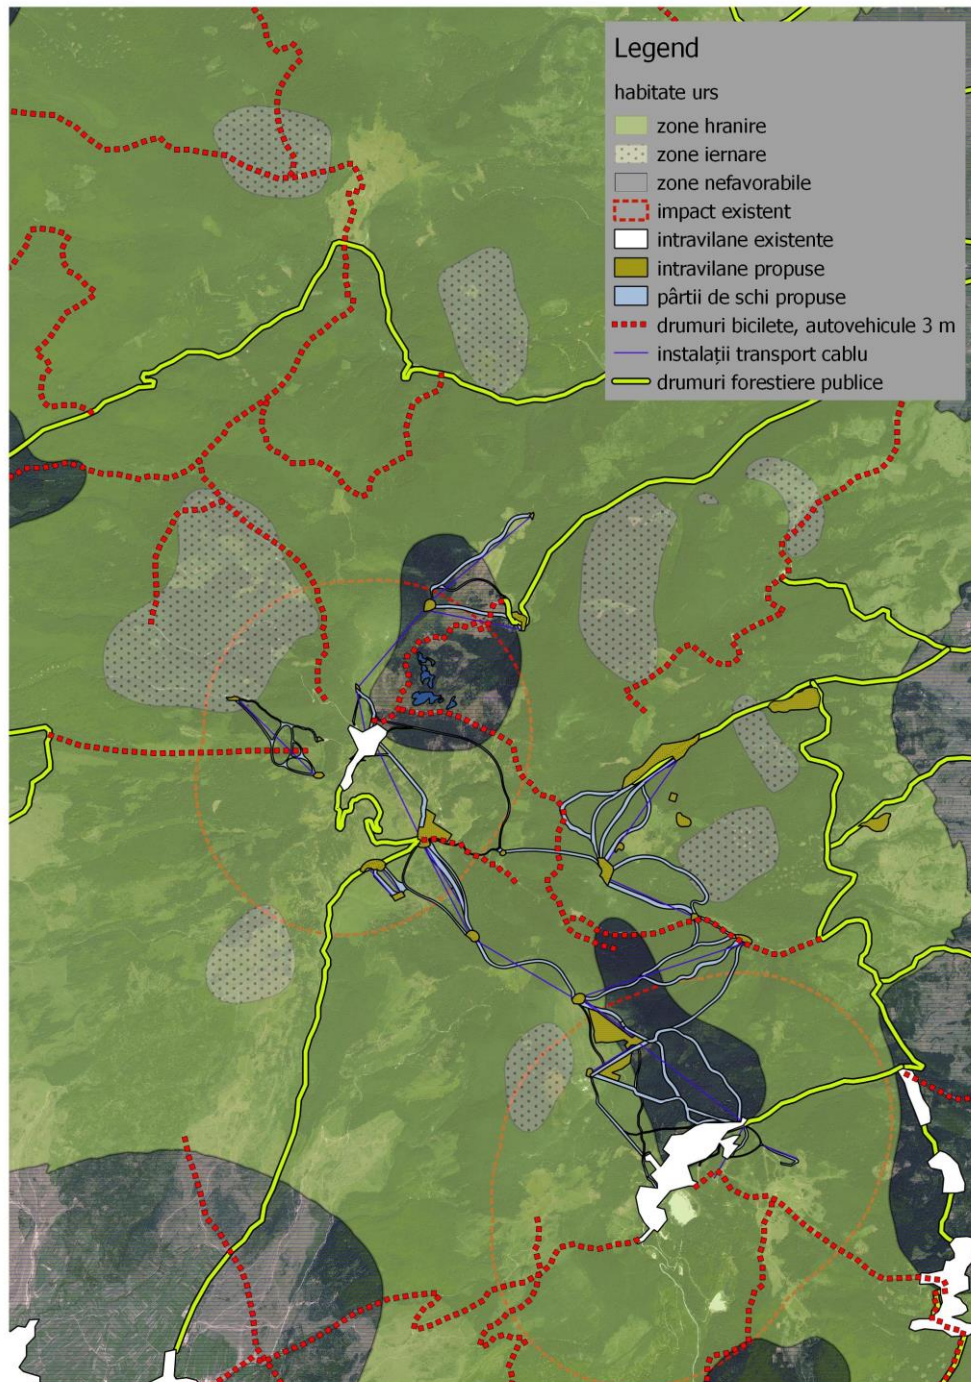 Legend
habitate urs
zone hranire
zone iernare
zone nefavorabile
impact existent
intravilane existente
intravilane propuse
pârtii de schi propuse
drumuri bicilete, autovehicule 3 m
instalații transport cablu
drumuri forestiere publice